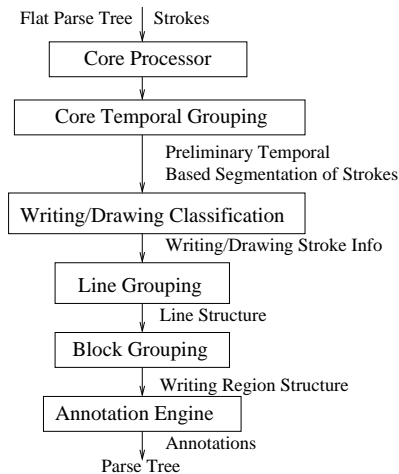 Flat Parse Tree Strokes
Core Processor
Core Temporal Grouping
Preliminary Temporal
Based Segmentation of Strokes
Writing/Drawing Classification
Writing/Drawing Stroke Info
Line Grouping
Line Structure
Block Grouping
Writing Region Structure
Annotation Engine
Annotations
Parse Tree